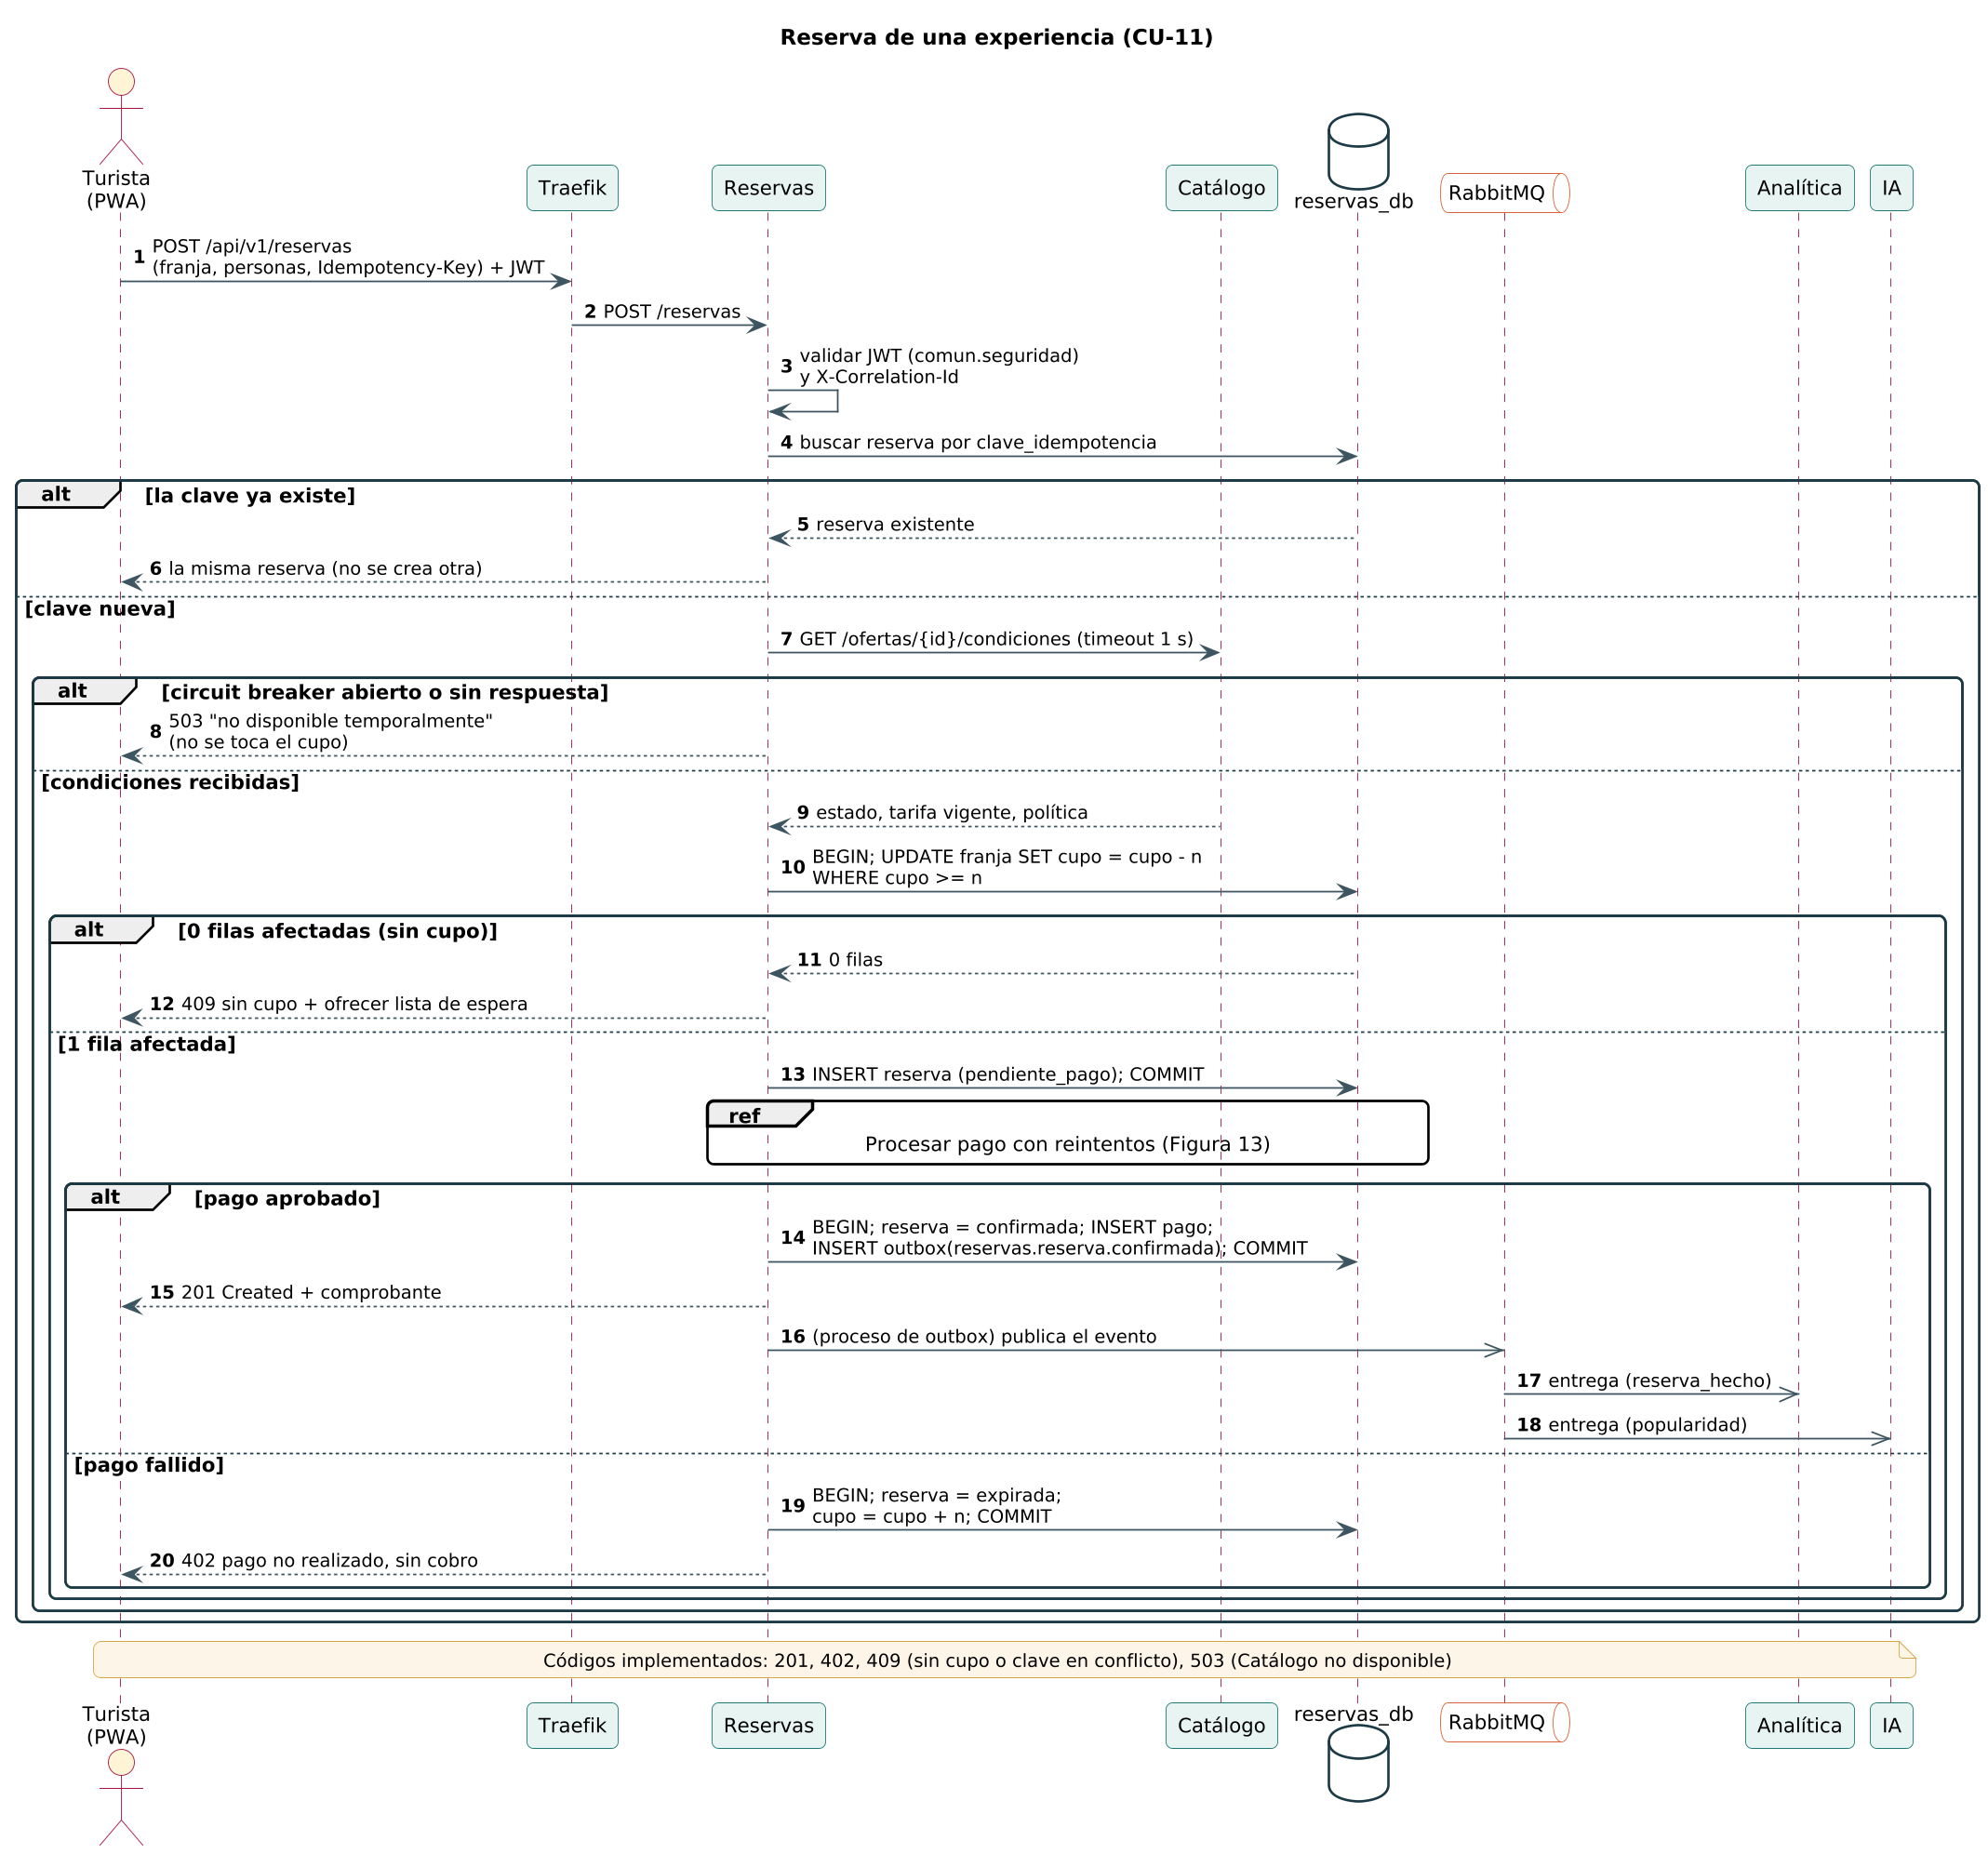 Reserva de una experiencia (CU-11)
Turista
(PWA)
Traefik
Reservas
Catálogo
reservas_db
RabbitMQ
Analítica
IA
1 POST /api/v1/reservas
(franja, personas, Idempotency-Key) + JWT
2 POST /reservas
3 validar JWT (comun.seguridad)
y X-Correlation-Id
4 buscar reserva por clave_idempotencia
alt [la clave ya existe]
5 reserva existente
6 la misma reserva (no se crea otra)
[clave nueva]
7 GET /ofertas/{id}/condiciones (timeout 1 s)
alt [circuit breaker abierto o sin respuesta]
8 503 "no disponible temporalmente"
(no se toca el cupo)
[condiciones recibidas]
9 estado, tarifa vigente, política
10 BEGIN; UPDATE franja SET cupo = cupo - n
WHERE cupo >= n
alt [0 filas afectadas (sin cupo)]
11 0 filas
12 409 sin cupo + ofrecer lista de espera
[1 fila afectada]
13 INSERT reserva (pendiente_pago); COMMIT
ref
Procesar pago con reintentos (Figura 13)
alt [pago aprobado]
14 BEGIN; reserva = confirmada; INSERT pago;
INSERT outbox(reservas.reserva.confirmada); COMMIT
15 201 Created + comprobante
16 (proceso de outbox) publica el evento
17 entrega (reserva_hecho)
18 entrega (popularidad)
[pago fallido]
19 BEGIN; reserva = expirada;
cupo = cupo + n; COMMIT
20 402 pago no realizado, sin cobro
Códigos implementados: 201, 402, 409 (sin cupo o clave en conflicto), 503 (Catálogo no disponible)
Turista
(PWA)
Traefik
Reservas
Catálogo
reservas_db
RabbitMQ
Analítica
IA